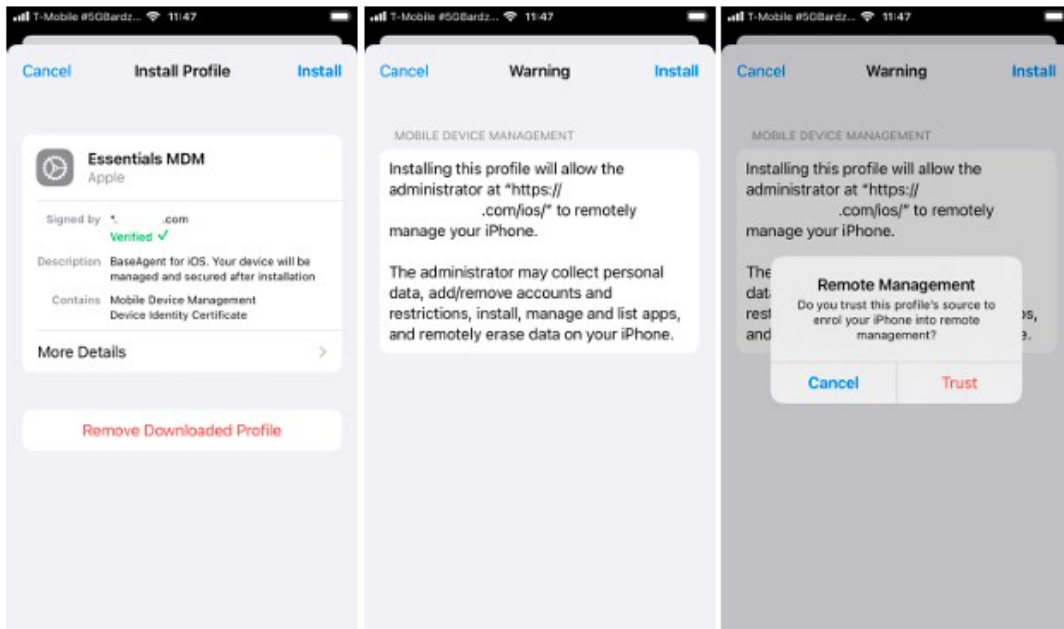 T-Mobile #5GBardz... 11:47
Cancel
Install Profile
Install
Essentials MDM
Apple
Signed by *. .com
Verified ✓
Description BaseAgent for iOS. Your device will be
managed and secured after installation
Contains Mobile Device Management
Device Identity Certificate
More Details
Remove Downloaded Profile
T-Mobile #5GBardz... 11:47
Cancel
Warning
Install
MOBILE DEVICE MANAGEMENT
Installing this profile will allow the
administrator at "https://
.com/ios/" to remotely
manage your iPhone.
The administrator may collect personal
data, add/remove accounts and
restrictions, install, manage and list apps,
and remotely erase data on your iPhone.
T-Mobile #5GBardz... 11:47
Cancel
Warning
Install
MOBILE DEVICE MANAGEMENT
Installing this profile will allow the
administrator at "https://
.com/ios/" to remotely
manage your iPhone.
The
Remote Management
Do you trust this profile's source to
enrol your iPhone into remote
management?
Cancel
Trust